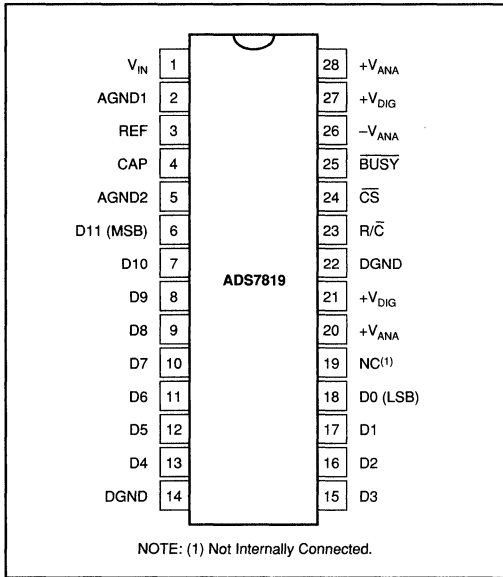 V_IN 1 28 +V_ANA
AGND1 2 27 +V_DIG
REF 3 26 –V_ANA
CAP 4 25 B̅U̅S̅Y̅
AGND2 5 24 C̅S̅
D11 (MSB) 6 23 R/C̅
D10 7 22 DGND
ADS7819
D9 8 21 +V_DIG
D8 9 20 +V_ANA
D7 10 19 NC(1)
D6 11 18 D0 (LSB)
D5 12 17 D1
D4 13 16 D2
DGND 14 15 D3
NOTE: (1) Not Internally Connected.